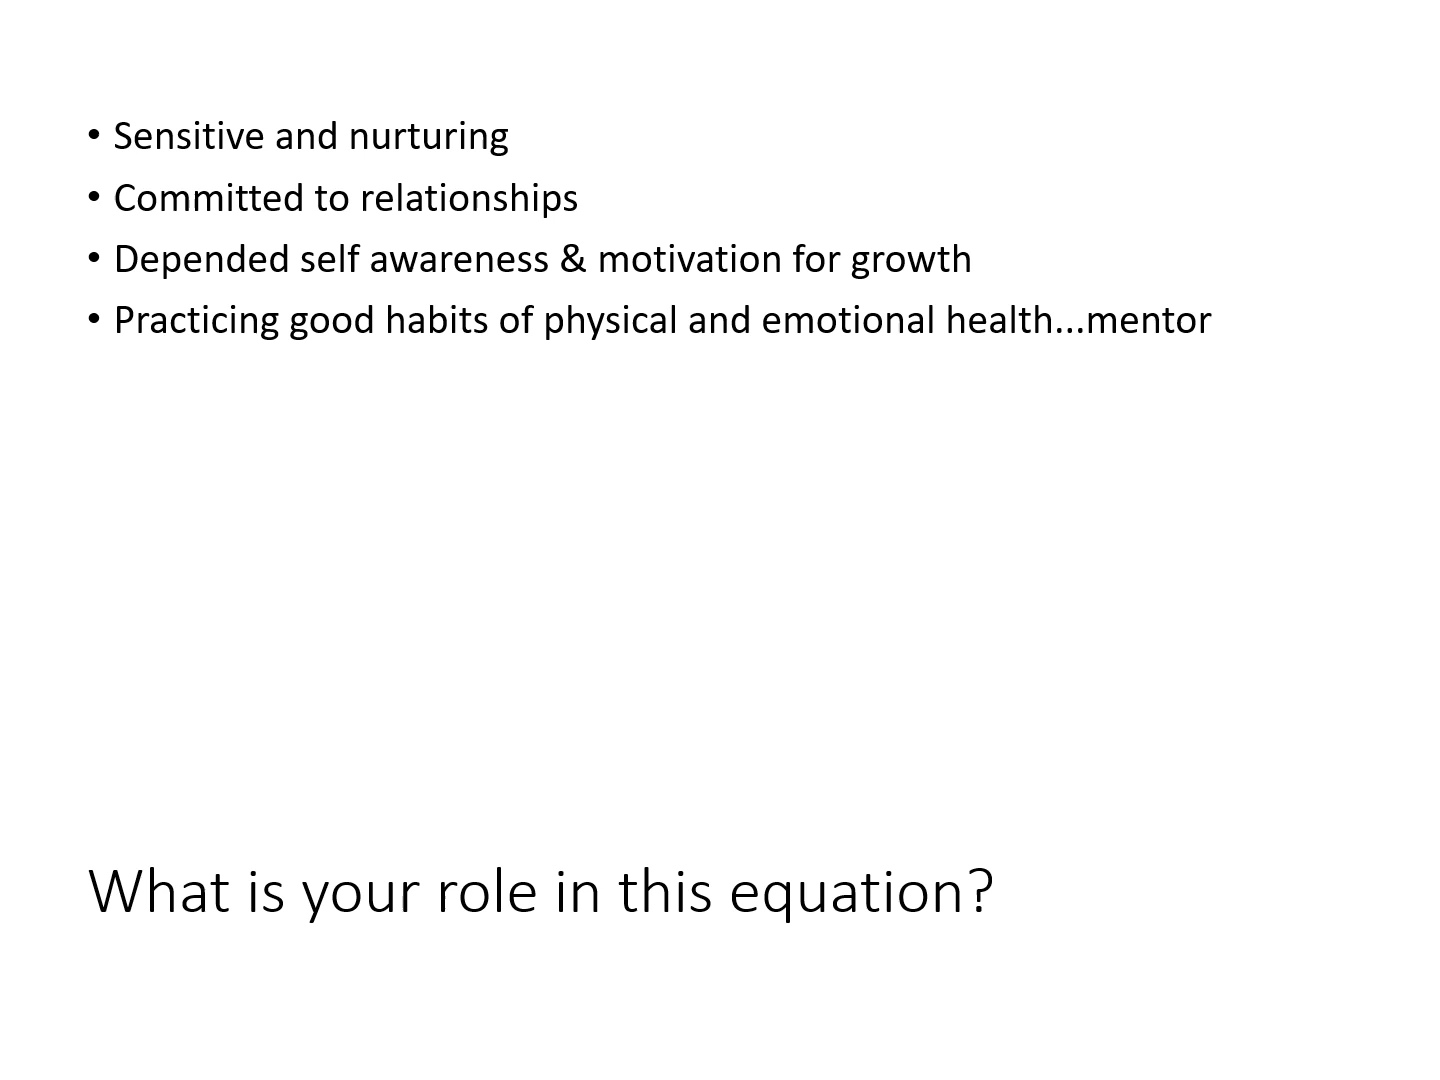 • Sensitive and nurturing
• Committed to relationships
• Depended self awareness & motivation for growth
• Practicing good habits of physical and emotional health...mentor
What is your role in this equation?